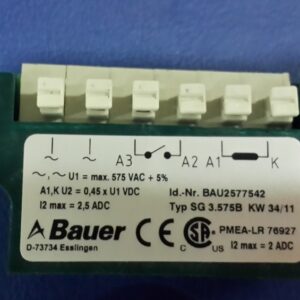 ~ ~ A3 A2 A1 K
~, ~ U1 = max. 575 VAC + 5%
A1,K U2 = 0,45 x U1 VDC Id.-Nr. BAU2577542
I2 max = 2,5 ADC Typ SG 3.575B KW 34/11
Bauer CE CSA PMEA-LR 76927
D-73734 Esslingen I2 max = 2 ADC